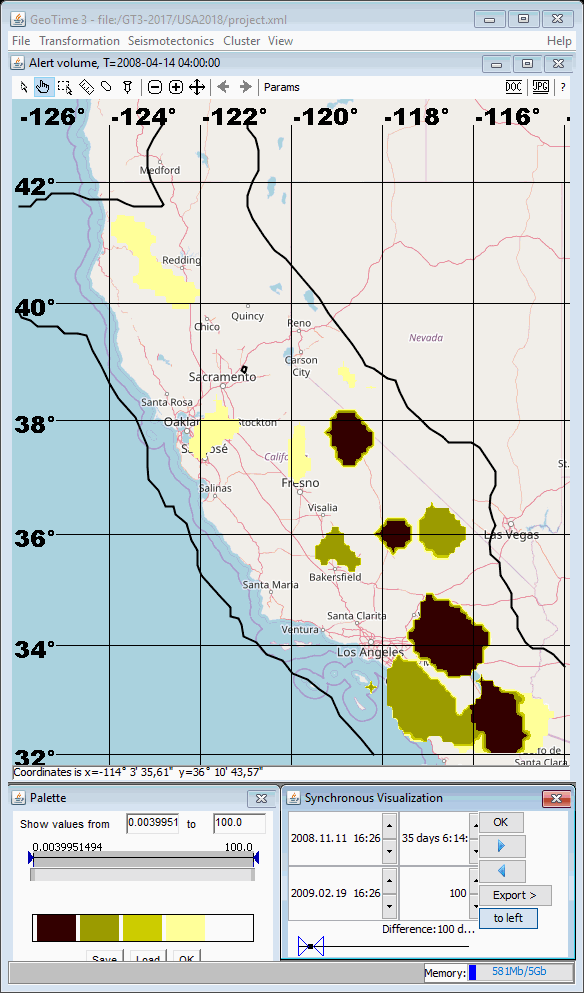 GeoTime 3 - file:/GT3-2017/USA2018/project.xml
File Transformation Seismotectonics Cluster View Help
Alert volume, T=2008-04-14 04:00:00
Params DOC JPG ?
-126° -124° -122° -120° -118° -116°
Medford
42°
Redding
40°
Quincy
Chico
Reno
Nevada
Carson
City
Sacramento
Santa Rosa
38°
Stockton
Fresno
Salinas
Visalia
36°
Las Vegas
Bakersfield
Santa Maria
Santa Clarita
Ventura
34°
Los Angeles
32°
Santa Clara
Coordinates is x=-114° 3' 35,61" y=36° 10' 43,57"
Palette
Show values from 0.0039951 to 100.0
0.0039951494 100.0
Save Load OK
Synchronous Visualization
2008.11.11 16:26 35 days 6:14: OK
2009.02.19 16:26 100
Export >
to left
Difference: 100 d...
Memory: 581Mb/5Gb